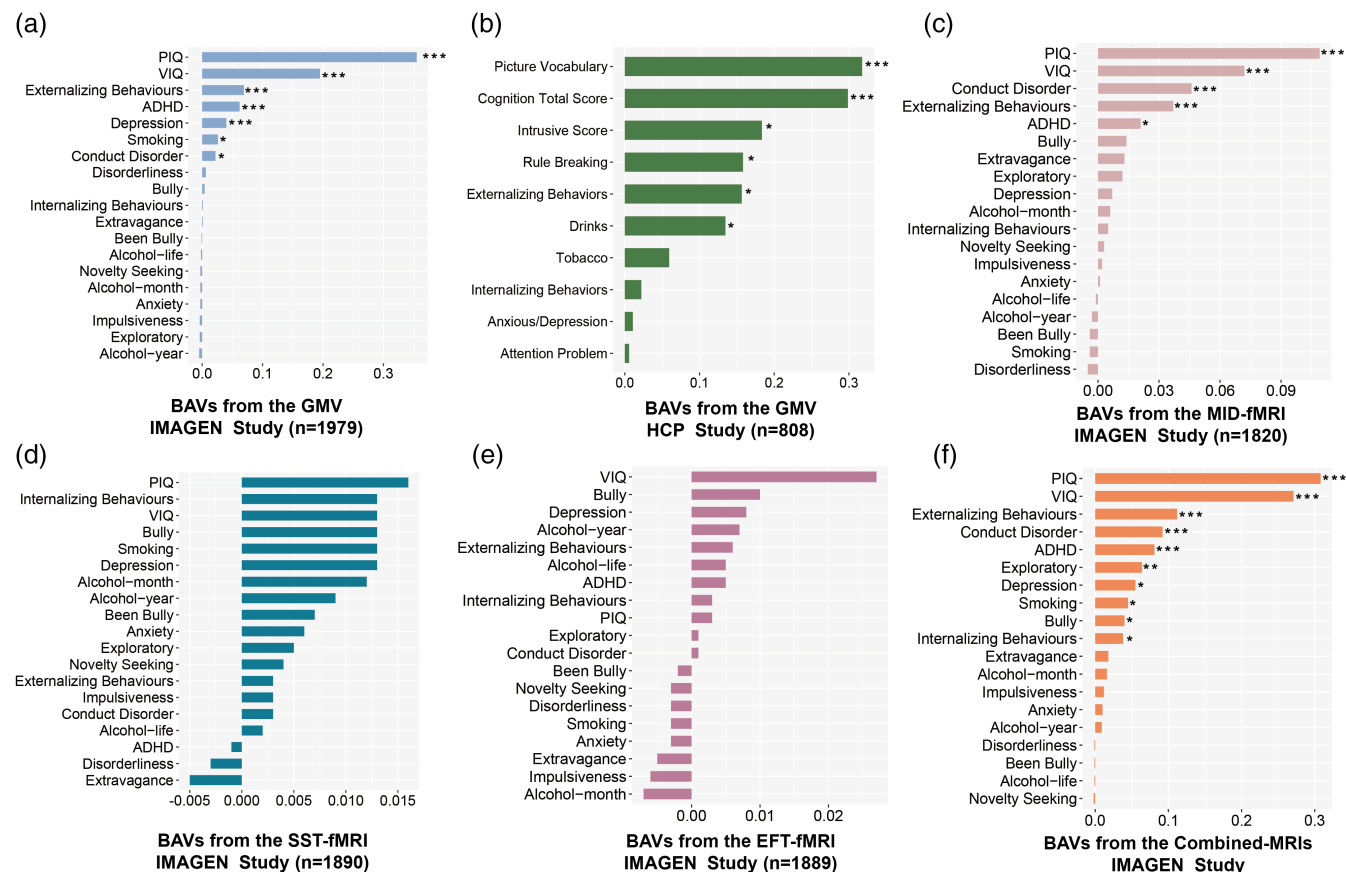 (a)
PIQ ***
VIQ ***
Externalizing Behaviours ***
ADHD ***
Depression ***
Smoking *
Conduct Disorder *
Disorderliness
Bully
Internalizing Behaviours
Extravagance
Been Bully
Alcohol−life
Novelty Seeking
Alcohol−month
Anxiety
Impulsiveness
Exploratory
Alcohol−year
0.0 0.1 0.2 0.3
BAVs from the GMV
IMAGEN Study (n=1979)
(b)
Picture Vocabulary ***
Cognition Total Score ***
Intrusive Score *
Rule Breaking *
Externalizing Behaviors *
Drinks *
Tobacco
Internalizing Behaviors
Anxious/Depression
Attention Problem
0.0 0.1 0.2 0.3
BAVs from the GMV
HCP Study (n=808)
(c)
PIQ ***
VIQ ***
Conduct Disorder ***
Externalizing Behaviours ***
ADHD *
Bully
Extravagance
Exploratory
Depression
Alcohol−month
Internalizing Behaviours
Novelty Seeking
Impulsiveness
Anxiety
Alcohol−life
Alcohol−year
Been Bully
Smoking
Disorderliness
0.00 0.03 0.06 0.09
BAVs from the MID-fMRI
IMAGEN Study (n=1820)
(d)
PIQ
Internalizing Behaviours
VIQ
Bully
Smoking
Depression
Alcohol−month
Alcohol−year
Been Bully
Anxiety
Exploratory
Novelty Seeking
Externalizing Behaviours
Impulsiveness
Conduct Disorder
Alcohol−life
ADHD
Disorderliness
Extravagance
-0.005 0.000 0.005 0.010 0.015
BAVs from the SST-fMRI
IMAGEN Study (n=1890)
(e)
VIQ
Bully
Depression
Alcohol−year
Externalizing Behaviours
Alcohol−life
ADHD
Internalizing Behaviours
PIQ
Exploratory
Conduct Disorder
Been Bully
Novelty Seeking
Disorderliness
Smoking
Anxiety
Extravagance
Impulsiveness
Alcohol−month
0.00 0.01 0.02
BAVs from the EFT-fMRI
IMAGEN Study (n=1889)
(f)
PIQ ***
VIQ ***
Externalizing Behaviours ***
Conduct Disorder ***
ADHD ***
Exploratory **
Depression *
Smoking *
Bully *
Internalizing Behaviours *
Extravagance
Alcohol−month
Impulsiveness
Anxiety
Alcohol−year
Disorderliness
Been Bully
Alcohol−life
Novelty Seeking
0.0 0.1 0.2 0.3
BAVs from the Combined-MRIs
IMAGEN Study